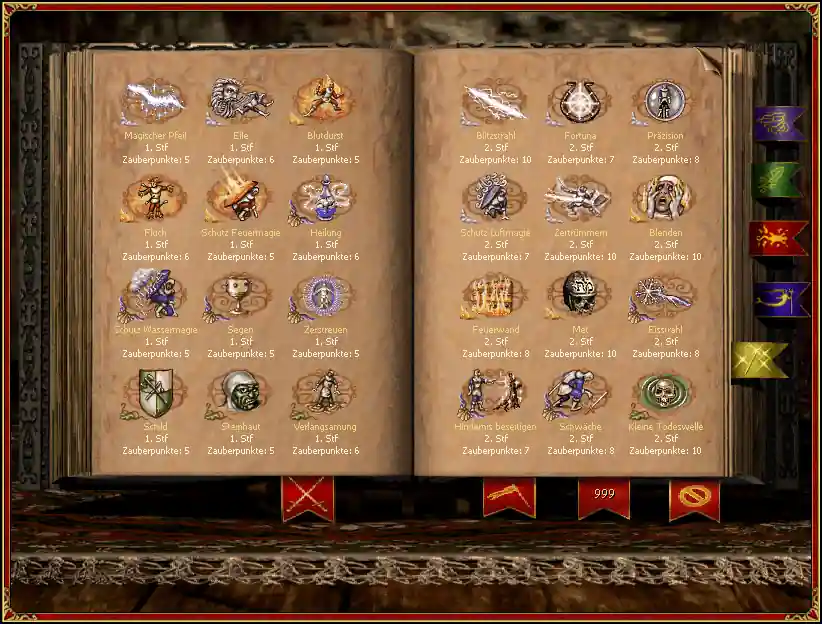 Magischer Pfeil
1. Stf
Zauberpunkte: 5
Eile
1. Stf
Zauberpunkte: 6
Blutdurst
1. Stf
Zauberpunkte: 5
Fluch
1. Stf
Zauberpunkte: 6
Schutz Feuermagie
1. Stf
Zauberpunkte: 5
Heilung
1. Stf
Zauberpunkte: 6
Schutz Wassermagie
1. Stf
Zauberpunkte: 5
Segen
1. Stf
Zauberpunkte: 5
Zerstreuen
1. Stf
Zauberpunkte: 5
Schild
1. Stf
Zauberpunkte: 5
Steinhaut
1. Stf
Zauberpunkte: 5
Verlangsamung
1. Stf
Zauberpunkte: 6
Blitzstrahl
2. Stf
Zauberpunkte: 10
Fortuna
2. Stf
Zauberpunkte: 7
Präzision
2. Stf
Zauberpunkte: 8
Schutz Luftmagie
2. Stf
Zauberpunkte: 7
Zertrümmern
2. Stf
Zauberpunkte: 10
Blenden
2. Stf
Zauberpunkte: 10
Feuerwand
2. Stf
Zauberpunkte: 8
2. Stf
Zauberpunkte: 10
Eisstrahl
2. Stf
Zauberpunkte: 8
Hindernis beseitigen
2. Stf
Zauberpunkte: 7
Schwäche
2. Stf
Zauberpunkte: 8
Kleine Todeswelle
2. Stf
Zauberpunkte: 10
999